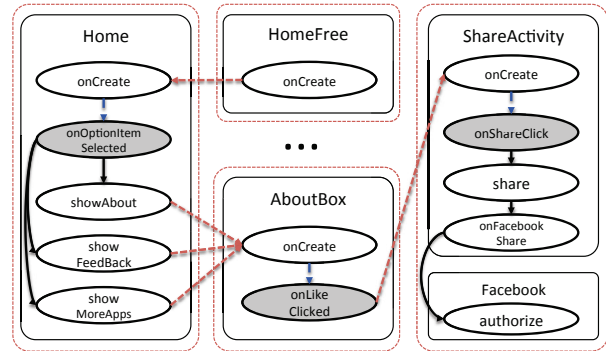 Home
onCreate
onOptionItem
Selected
showAbout
show
FeedBack
show
MoreApps
HomeFree
onCreate
...
AboutBox
onCreate
onLike
Clicked
ShareActivity
onCreate
onShareClick
share
onFacebook
Share
Facebook
authorize